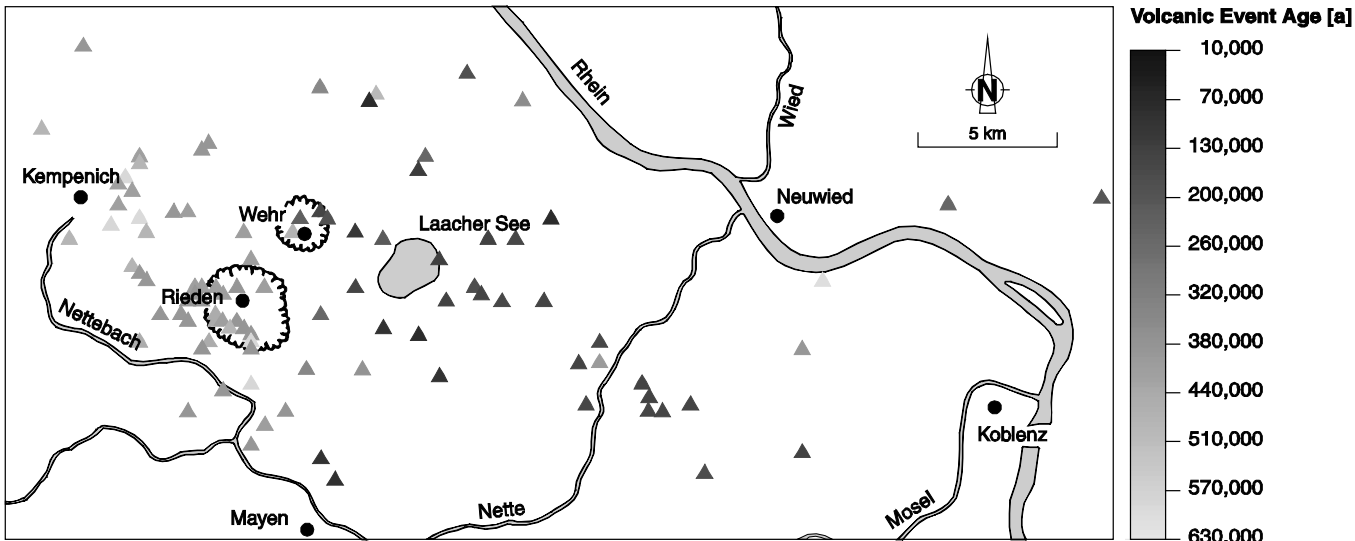 Volcanic Event Age [a]
10,000
70,000
130,000
200,000
260,000
320,000
380,000
440,000
510,000
570,000
630,000
Rhein
Wied
N
5 km
Kempenich
Wehr
Laacher See
Neuwied
Rieden
Nettebach
Koblenz
Mayen
Nette
Mosel